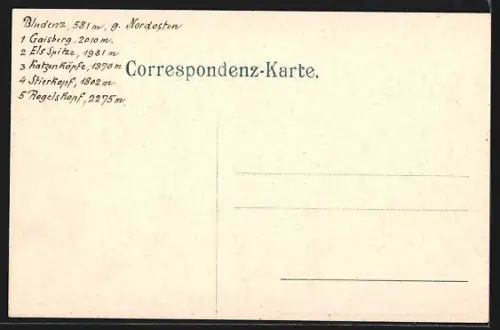 Bludenz, 581 m, g. Nordosten
1 Gaisberg, 2010 m.
2 Els Spitze, 1981 m
3 Katzenköpfe, 1870 m
4 Stierkopf, 1802 m
5 Rogelskopf, 2275 m
Correspondenz-Karte.